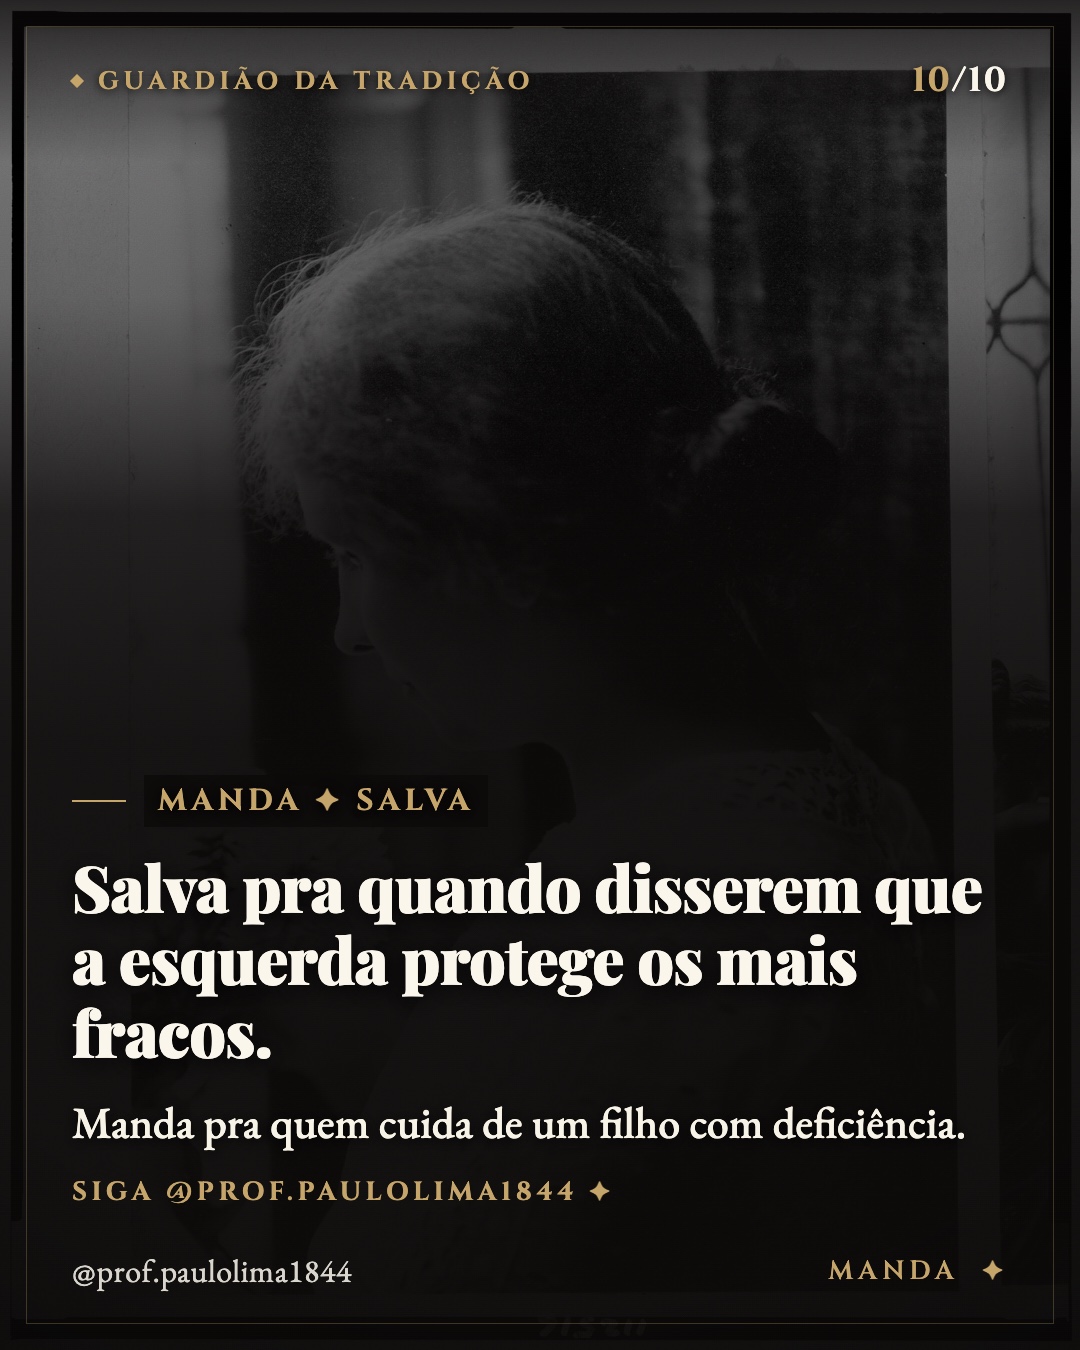 ◆ GUARDIÃO DA TRADIÇÃO
10/10
MANDA ✦ SALVA
Salva pra quando disserem que
a esquerda protege os mais
fracos.
Manda pra quem cuida de um filho com deficiência.
SIGA @PROF.PAULOLIMA1844 ✦
@prof.paulolima1844
MANDA ✦